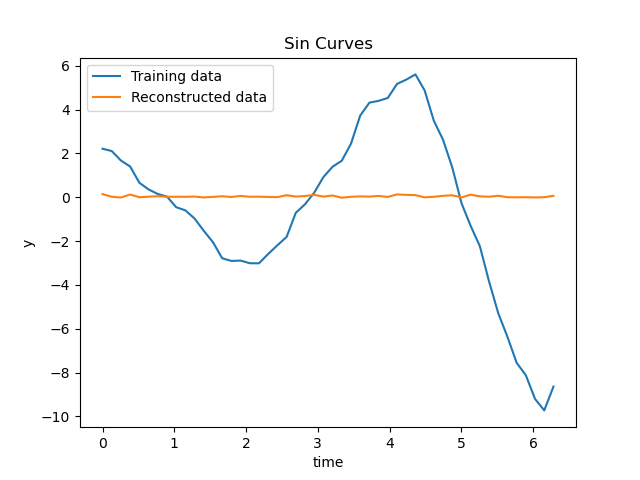 Sin Curves
Training data
Reconstructed data
6
4
2
0
−2
−4
−6
−8
−10
y
0 1 2 3 4 5 6
time